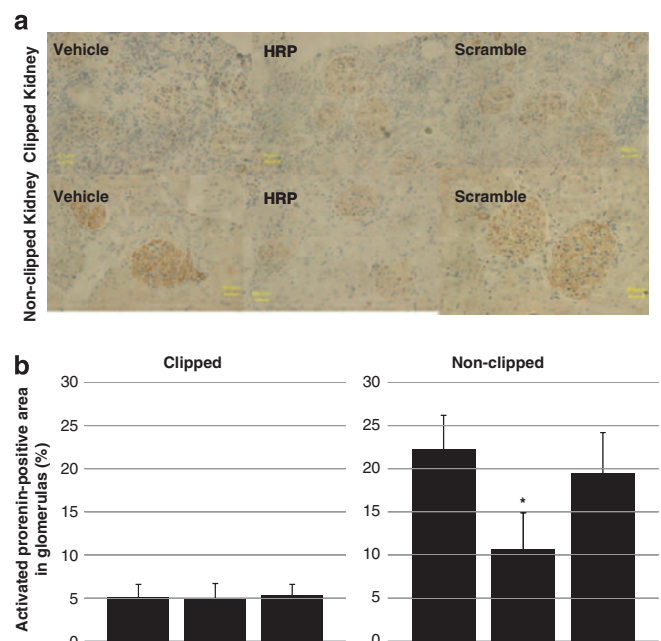 a
Clipped Kidney
Vehicle
HRP
Scramble
Non-clipped Kidney
Vehicle
HRP
Scramble
b
Clipped
Non-clipped
Activated prorenin-positive area
in glomerulas (%)
30
25
20
15
10
5
0
30
25
20
15
10
5
0
*